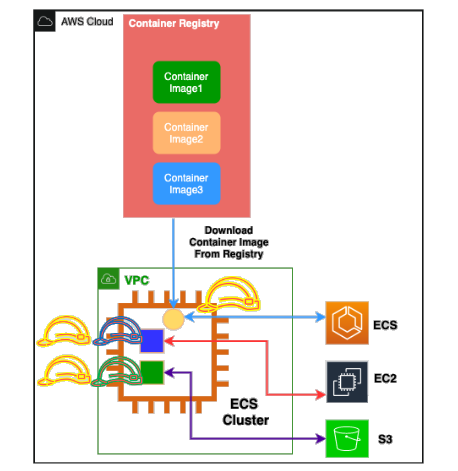 AWS Cloud
Container Registry
Container
Image1
Container
Image2
Container
Image3
Download
Container Image
From Registry
VPC
ECS
EC2
ECS
Cluster
S3